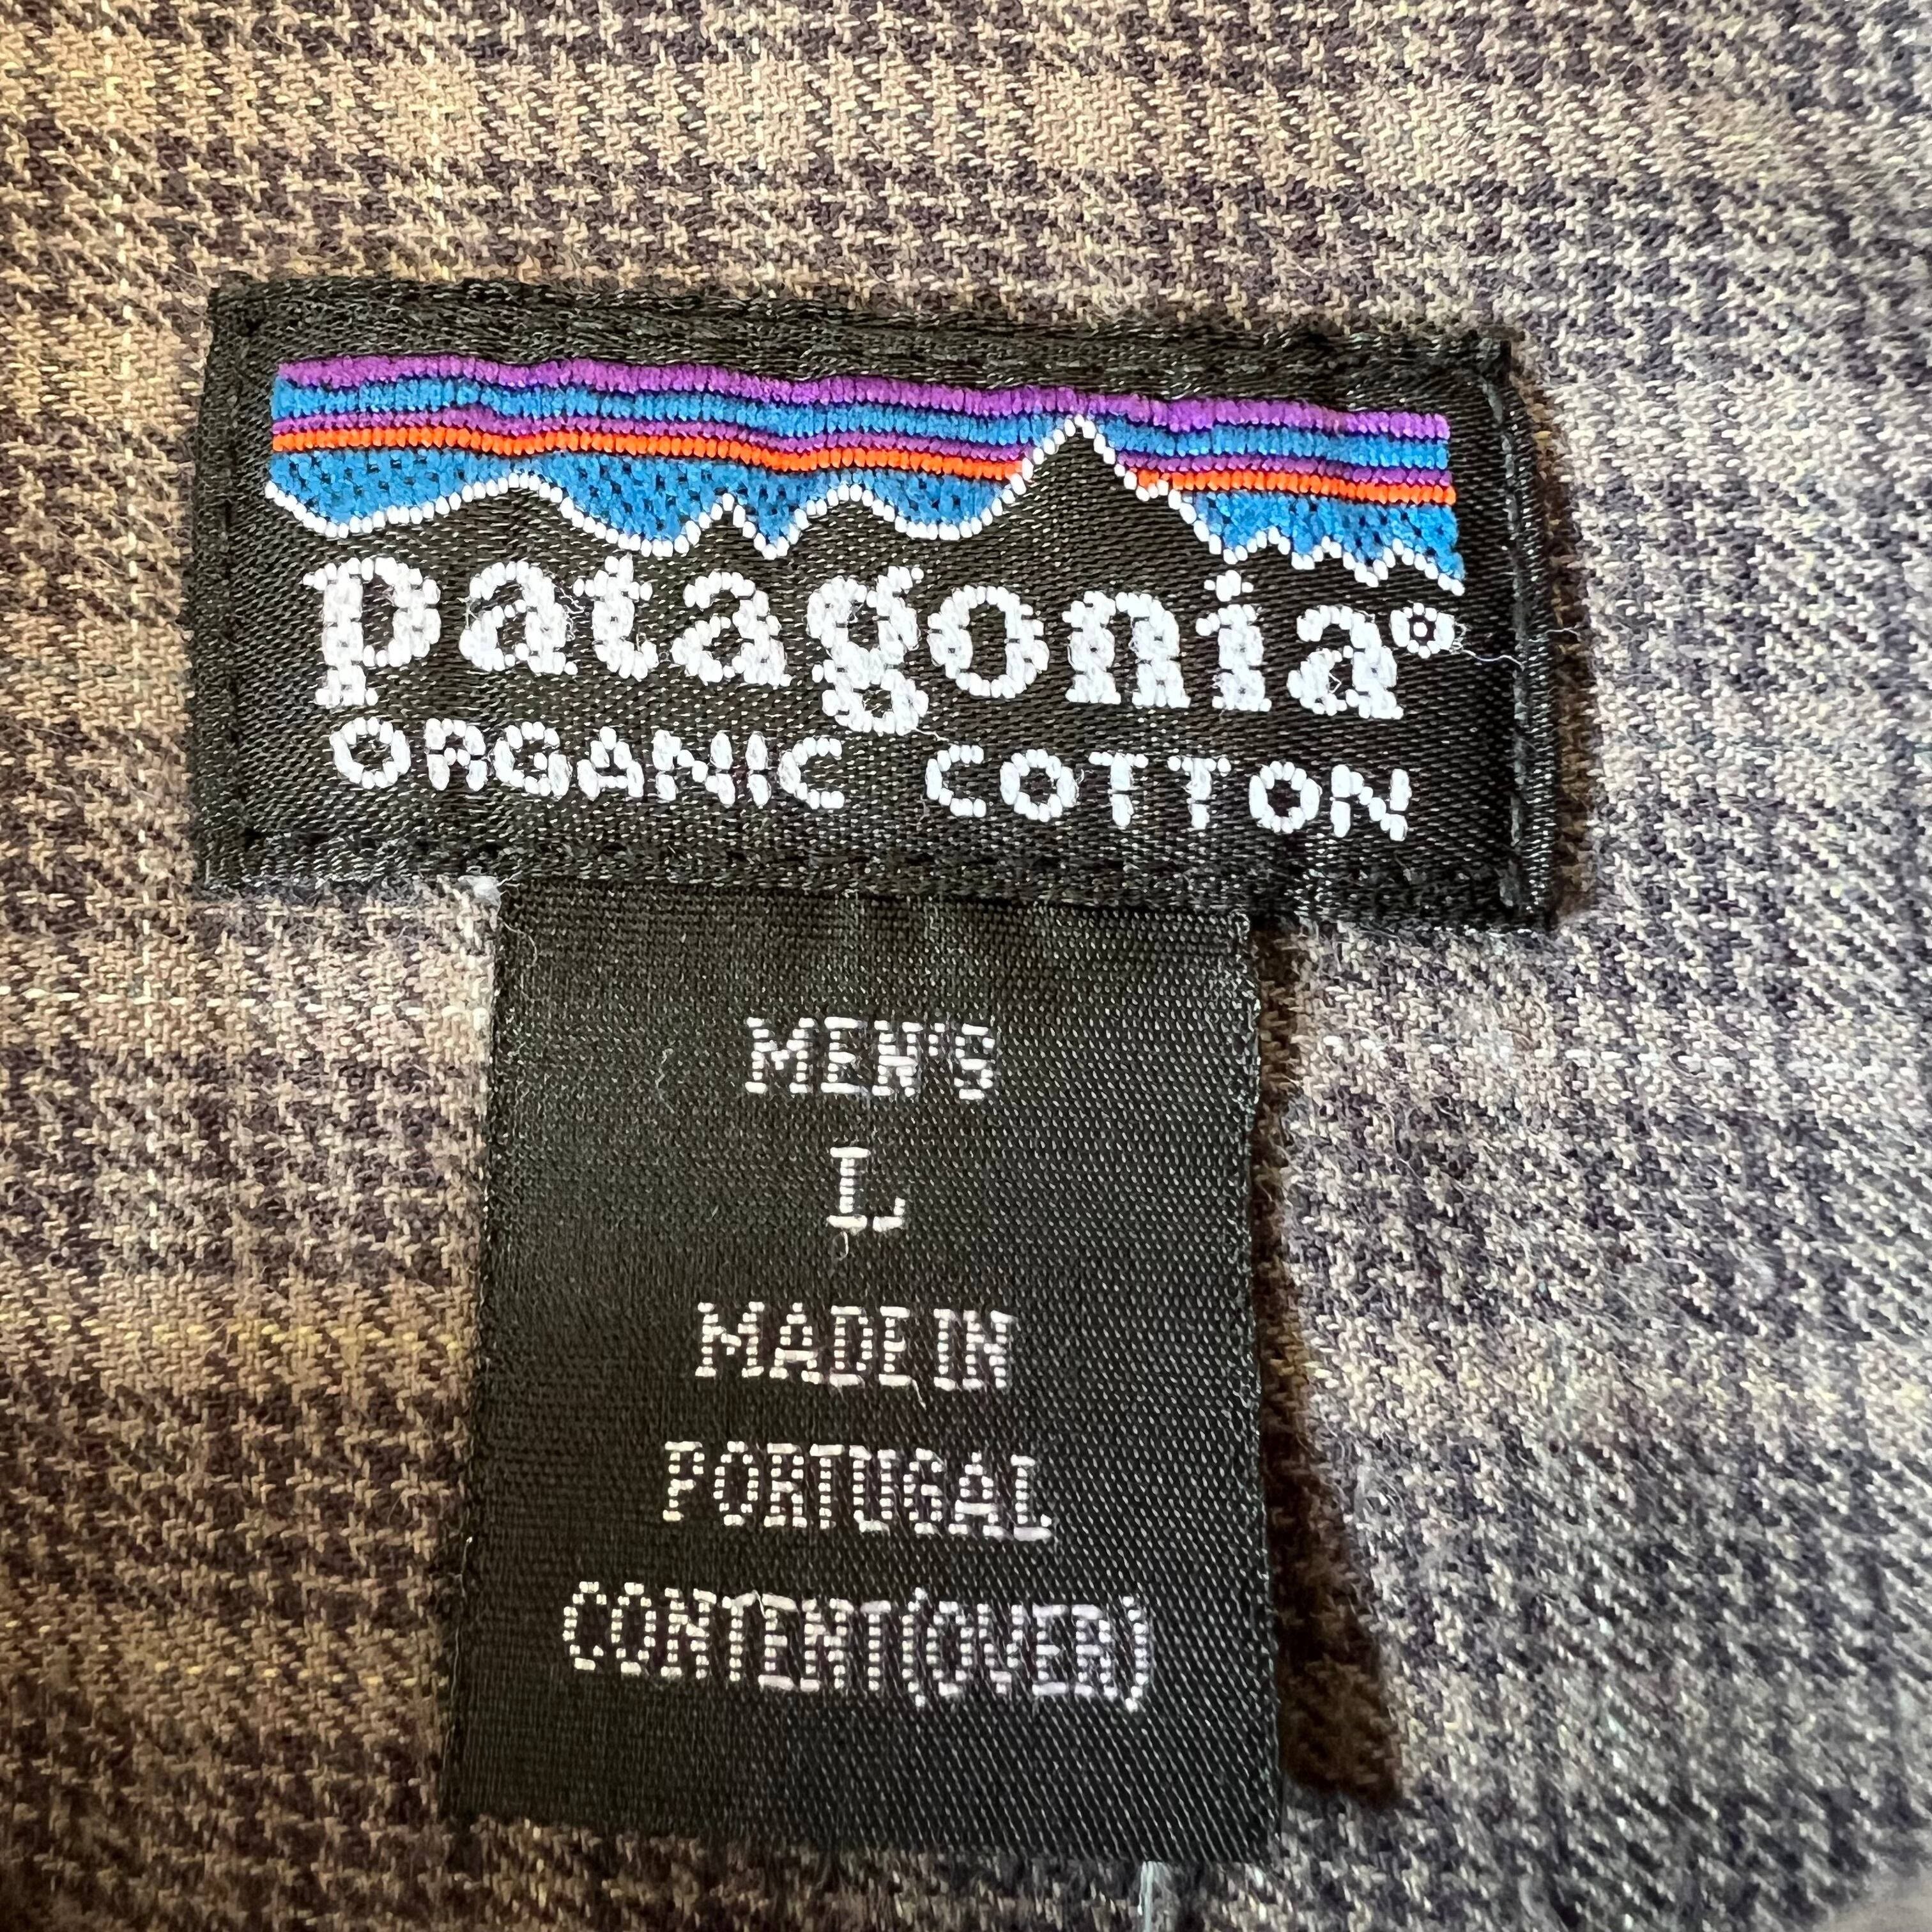 patagonia®
ORGANIC COTTON
MEN'S
L
MADE IN
PORTUGAL
CONTENT(OVER)